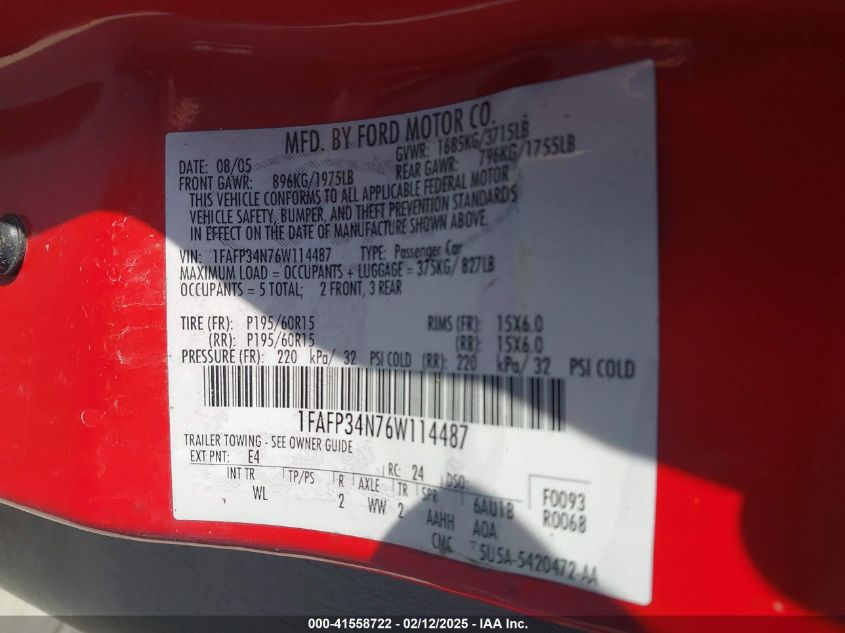 MFD. BY FORD MOTOR CO.
DATE: 08/05 GVWR: 1685KG/3715LB
FRONT GAWR: 896KG/1975LB REAR GAWR: 796KG/1755LB
THIS VEHICLE CONFORMS TO ALL APPLICABLE FEDERAL MOTOR
VEHICLE SAFETY, BUMPER, AND THEFT PREVENTION STANDARDS
IN EFFECT ON THE DATE OF MANUFACTURE SHOWN ABOVE.
VIN: 1FAFP34N76W114487 TYPE: Passenger Car
MAXIMUM LOAD = OCCUPANTS + LUGGAGE = 375KG/ 827LB
OCCUPANTS = 5 TOTAL; 2 FRONT, 3 REAR
TIRE (FR): P195/60R15 RIMS (FR): 15X6.0
(RR): P195/60R15 (RR): 15X6.0
PRESSURE (FR): 220 kPa/ 32 PSI COLD (RR): 220 kPa/ 32 PSI COLD
1FAFP34N76W114487
TRAILER TOWING - SEE OWNER GUIDE
EXT PNT: E4 RC: 24 DSO:
INT TR TP/PS R AXLE TR SPR 6AU18 F0093
WL 2 WW 2 AAHH AOA R0068
CMC 5U5A-5420472-AA
000-41558722 - 02/12/2025 - IAA Inc.